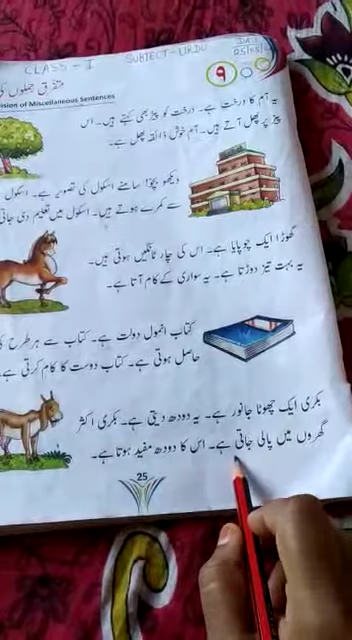 CLASS - I SUBJECT - URDU DAY 9
متفرق جملوں کی
vision of Miscellaneous Sentences
یہ آم کا درخت ہے۔ درخت کو پیڑ بھی کہتے ہیں۔ اس
پیڑ پر پھل آتے ہیں۔ آم خوش ذائقہ پھل ہے۔
دیکھو بچو! سامنے اسکول کی تصویر ہے۔ اسکول
سے کمرے ہوتے ہیں۔ اسکول میں تعلیم دی جاتی
گھوڑا ایک چوپایا ہے۔ اس کی چار ٹانگیں ہوتی ہیں۔
یہ بہت تیز دوڑتا ہے۔ یہ سواری کے کام آتا ہے۔
کتاب انمول دولت ہے۔ کتاب سے ہر طرح
حاصل ہوتی ہے۔ کتاب دوست کا کام کرتی ہے
بکری ایک چھوٹا جانور ہے۔ یہ دودھ دیتی ہے۔ بکری اکثر
گھروں میں پالی جاتی ہے۔ اس کا دودھ مفید ہوتا ہے۔
25